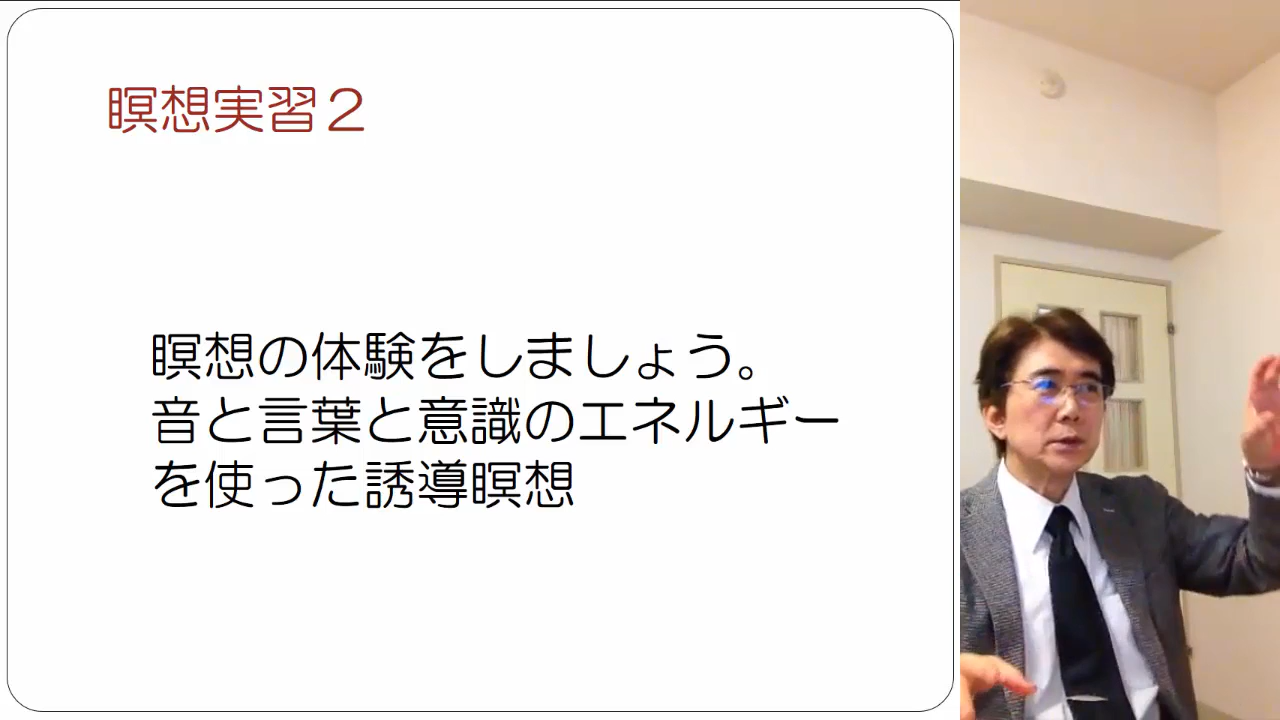 瞑想実習２
瞑想の体験をしましょう。
音と言葉と意識のエネルギー
を使った誘導瞑想